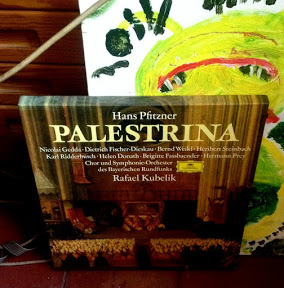 Hans Pfitzner
PALESTRINA
Nicolai Gedda · Dietrich Fischer-Dieskau · Bernd Weikl · Heribert Steinbach
Karl Ridderbusch · Helen Donath · Brigitte Fassbaender · Hermann Prey
Chor und Symphonie-Orchester
des Bayerischen Rundfunks
Rafael Kubelik